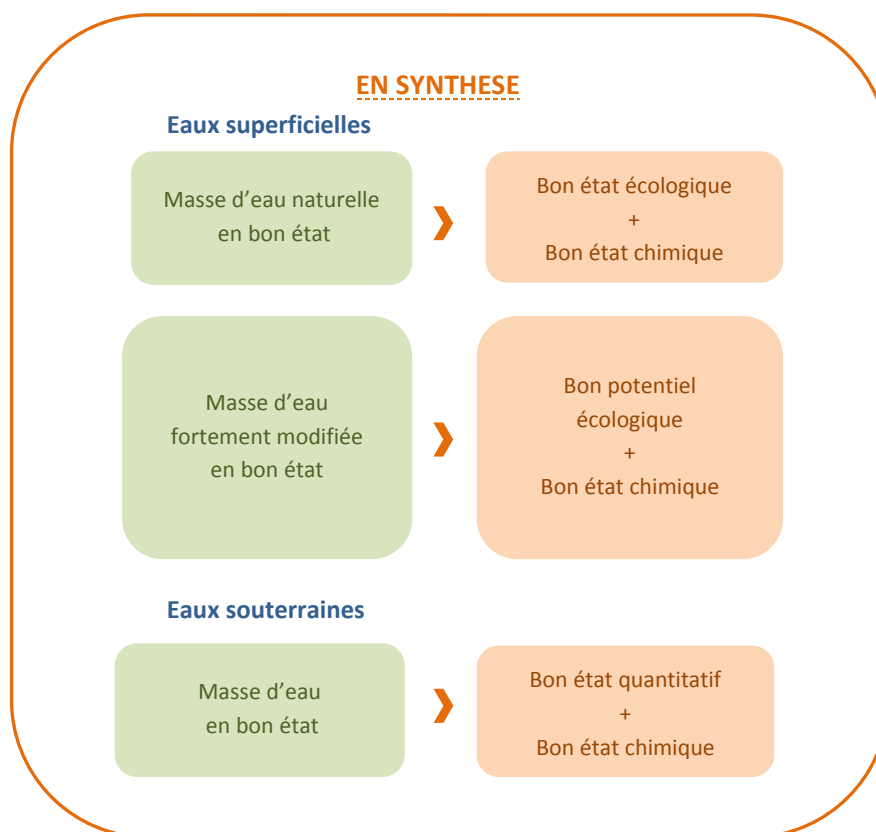 EN SYNTHESE
Eaux superficielles
Masse d’eau naturelle
en bon état
Bon état écologique
+
Bon état chimique
Masse d’eau
fortement modifiée
en bon état
Bon potentiel
écologique
+
Bon état chimique
Eaux souterraines
Masse d’eau
en bon état
Bon état quantitatif
+
Bon état chimique